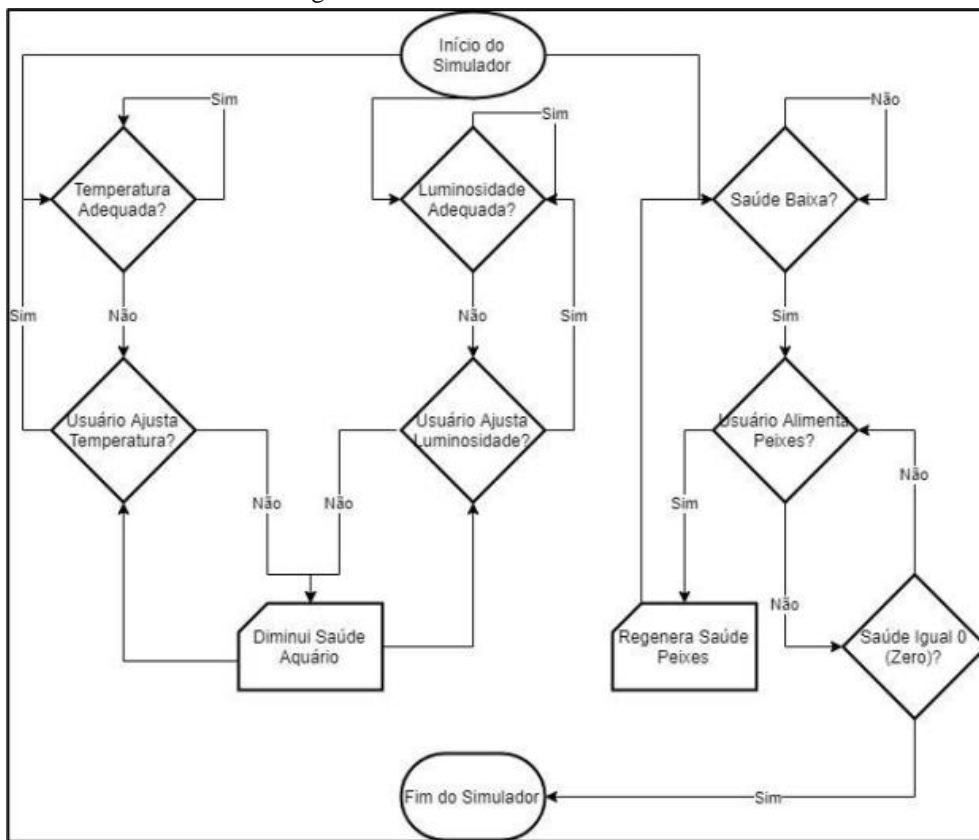 Início do
Simulador
Sim
Sim
Não
Temperatura
Adequada?
Luminosidade
Adequada?
Saúde Baixa?
Sim
Não
Não
Sim
Sim
Usuário Ajusta
Temperatura?
Usuário Ajusta
Luminosidade?
Usuário Alimenta
Peixes?
Não
Não
Não
Sim
Não
Diminui Saúde
Aquário
Regenera Saúde
Peixes
Saúde Igual 0
(Zero)?
Fim do Simulador
Sim